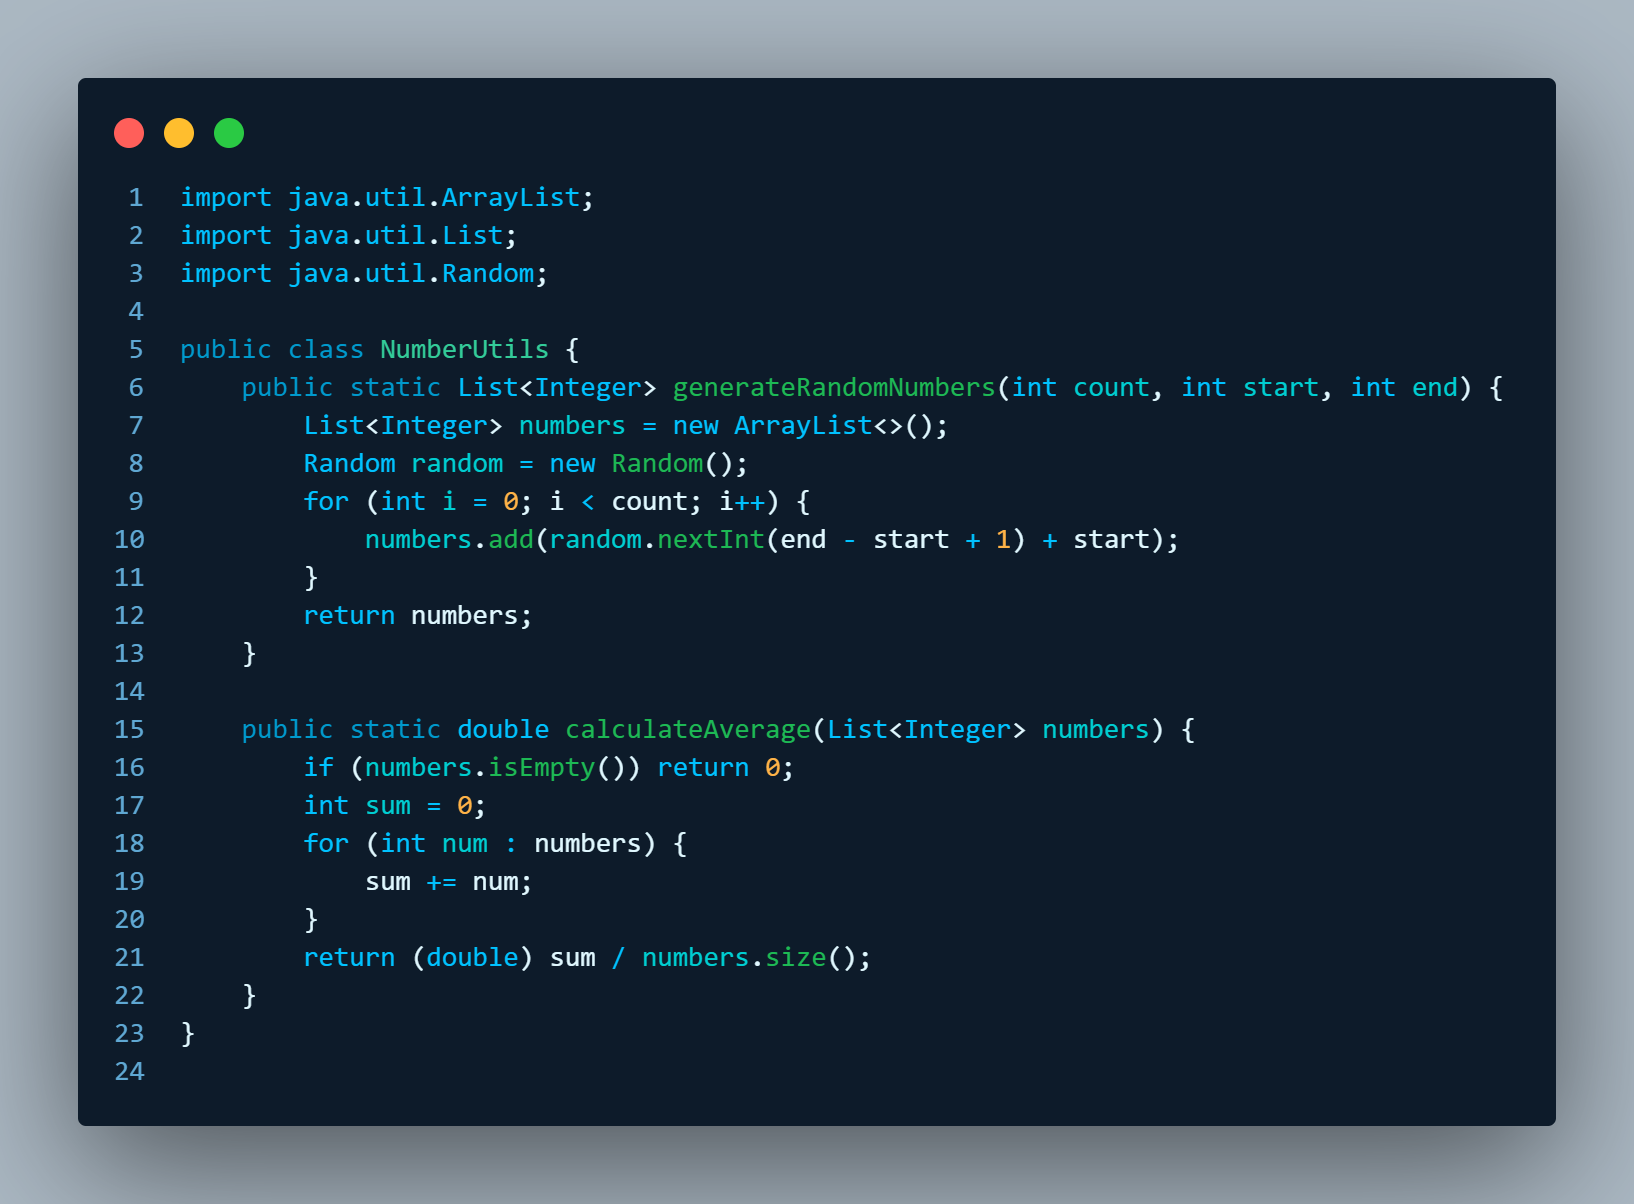 1 import java.util.ArrayList;
2 import java.util.List;
3 import java.util.Random;
4
5 public class NumberUtils {
6     public static List<Integer> generateRandomNumbers(int count, int start, int end) {
7         List<Integer> numbers = new ArrayList<>();
8         Random random = new Random();
9         for (int i = 0; i < count; i++) {
10             numbers.add(random.nextInt(end - start + 1) + start);
11         }
12         return numbers;
13     }
14
15     public static double calculateAverage(List<Integer> numbers) {
16         if (numbers.isEmpty()) return 0;
17         int sum = 0;
18         for (int num : numbers) {
19             sum += num;
20         }
21         return (double) sum / numbers.size();
22     }
23 }
24